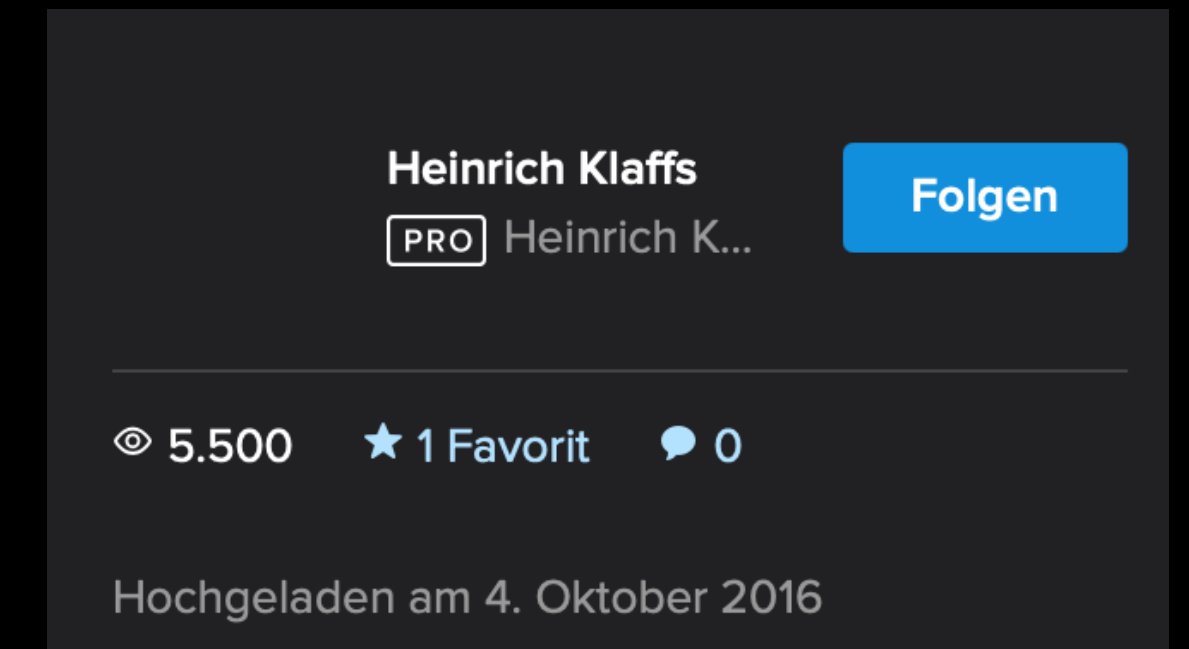 Heinrich Klaffs
PRO Heinrich K...
Folgen
5.500 1 Favorit 0
Hochgeladen am 4. Oktober 2016